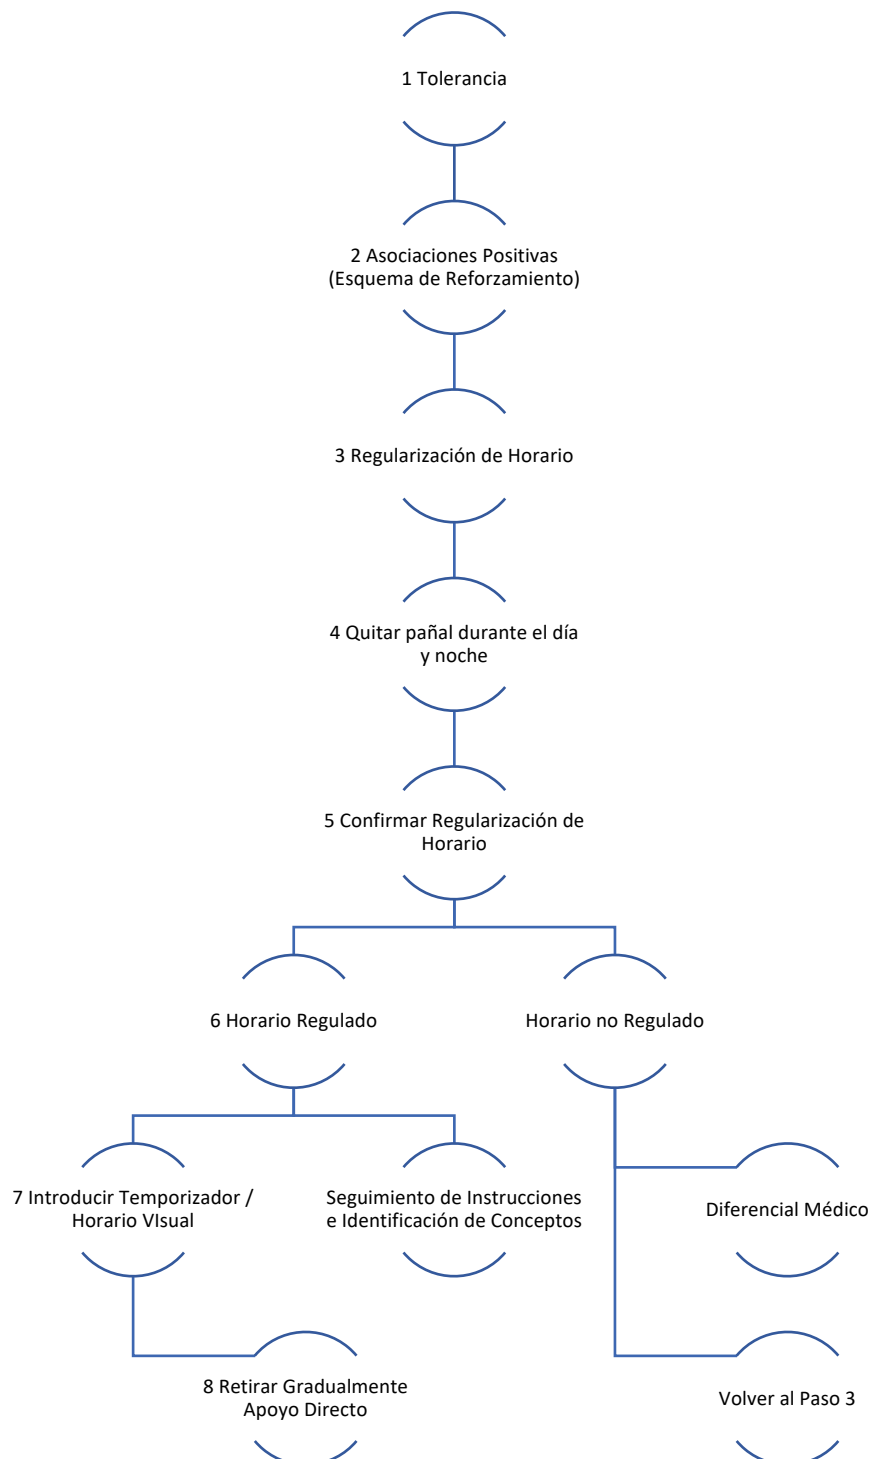 1 Tolerancia
2 Asociaciones Positivas
(Esquema de Reforzamiento)
3 Regularización de Horario
4 Quitar pañal durante el día
y noche
5 Confirmar Regularización de
Horario
6 Horario Regulado
Horario no Regulado
7 Introducir Temporizador /
Horario VIsual
Seguimiento de Instrucciones
e Identificación de Conceptos
Diferencial Médico
8 Retirar Gradualmente
Apoyo Directo
Volver al Paso 3